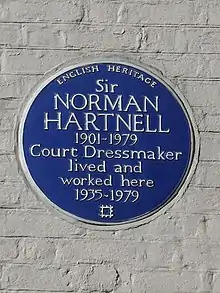 ENGLISH HERITAGE
Sir
NORMAN
HARTNELL
1901-1979
Court Dressmaker
lived and
worked here
1935-1979